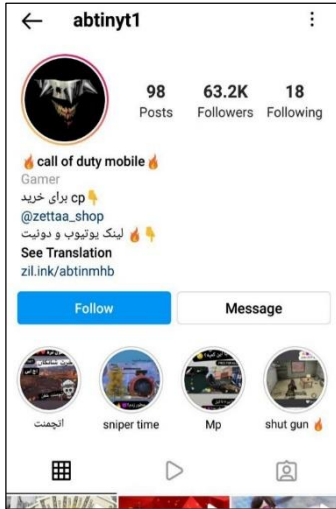 abtinyt1
98 63.2K 18
Posts Followers Following
🔥 call of duty mobile 🔥
Gamer
برای خرید cp👇
@zettaa_shop
لینک یوتیوب و دونیت 🔥👇
See Translation
zil.ink/abtinmhb
Follow Message
اتچمنت sniper time Mp shut gun 🔥